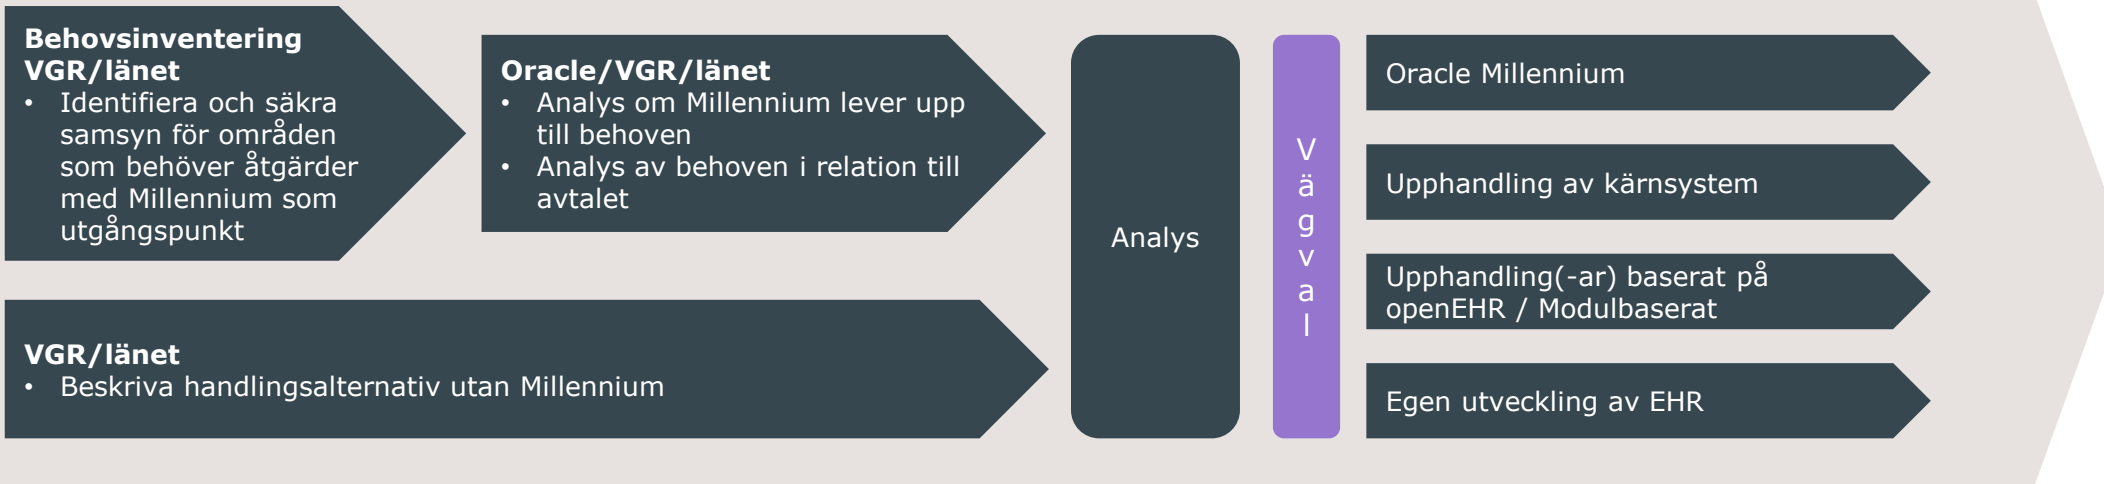 Behovsinventering
VGR/länet
• Identifiera och säkra
samsyn för områden
som behöver åtgärder
med Millennium som
utgångspunkt
Oracle/VGR/länet
• Analys om Millennium lever upp
till behoven
• Analys av behoven i relation till
avtalet
VGR/länet
• Beskriva handlingsalternativ utan Millennium
Analys
V
ä
g
v
a
l
Oracle Millennium
Upphandling av kärnsystem
Upphandling(-ar) baserat på
openEHR / Modulbaserat
Egen utveckling av EHR